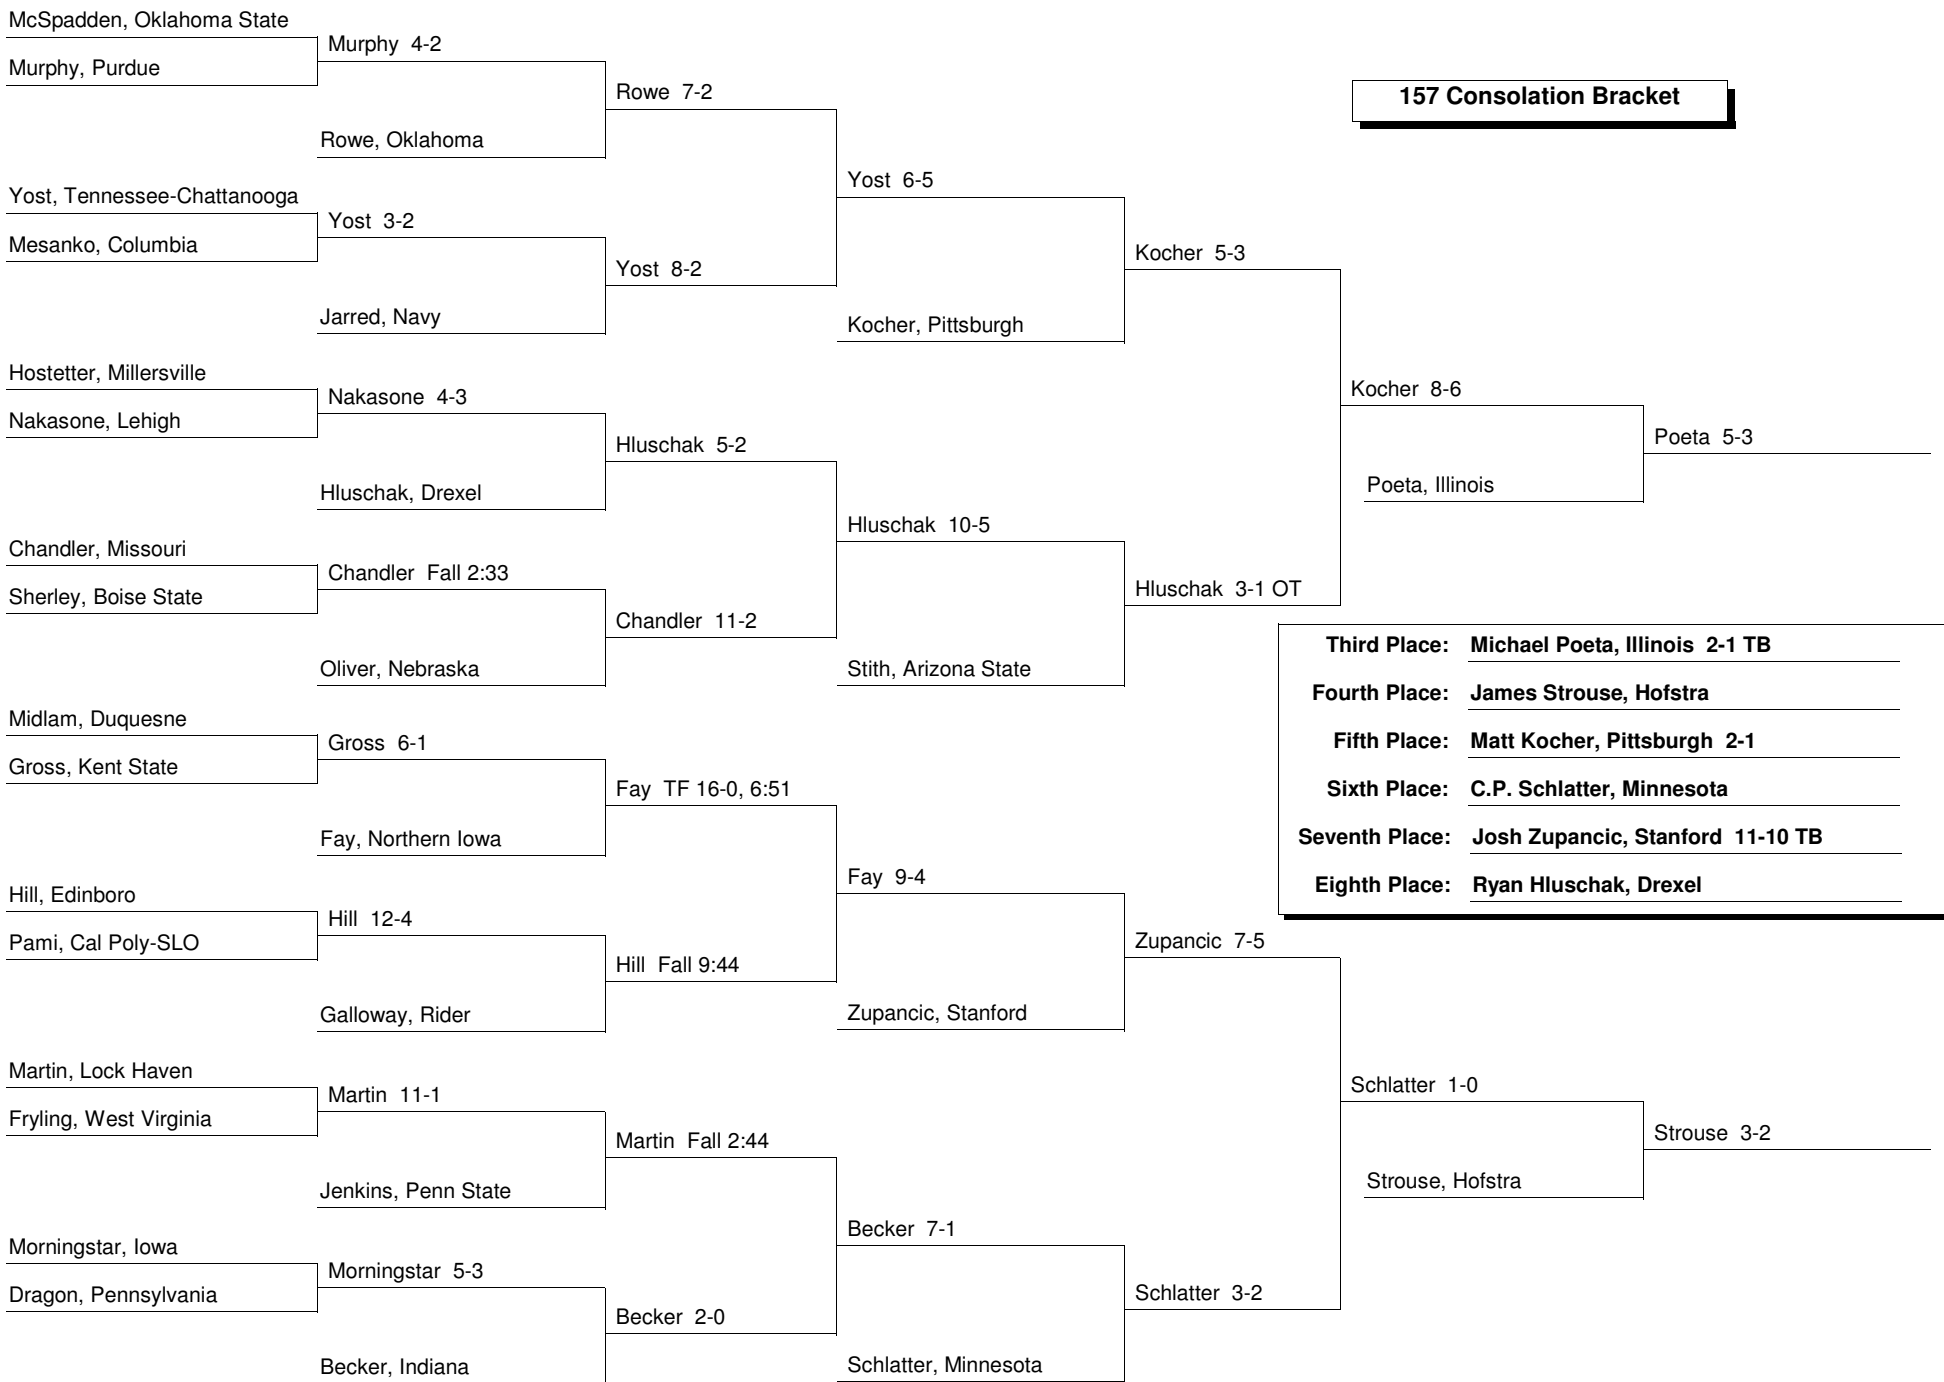 McSpadden, Oklahoma State
Murphy 4-2
Murphy, Purdue
Rowe 7-2
157 Consolation Bracket
Rowe, Oklahoma
Yost 6-5
Yost, Tennessee-Chattanooga
Yost 3-2
Mesanko, Columbia
Kocher 5-3
Yost 8-2
Jarred, Navy
Kocher, Pittsburgh
Hostetter, Millersville
Nakasone 4-3
Kocher 8-6
Nakasone, Lehigh
Poeta 5-3
Hluschak 5-2
Hluschak, Drexel
Poeta, Illinois
Hluschak 10-5
Chandler, Missouri
Chandler Fall 2:33
Sherley, Boise State
Hluschak 3-1 OT
Chandler 11-2
Oliver, Nebraska
Stith, Arizona State
Third Place: Michael Poeta, Illinois 2-1 TB
Fourth Place: James Strouse, Hofstra
Fifth Place: Matt Kocher, Pittsburgh 2-1
Sixth Place: C.P. Schlatter, Minnesota
Seventh Place: Josh Zupancic, Stanford 11-10 TB
Eighth Place: Ryan Hluschak, Drexel
Midlam, Duquesne
Gross 6-1
Gross, Kent State
Fay TF 16-0, 6:51
Fay, Northern Iowa
Fay 9-4
Hill, Edinboro
Hill 12-4
Pami, Cal Poly-SLO
Zupancic 7-5
Hill Fall 9:44
Galloway, Rider
Zupancic, Stanford
Martin, Lock Haven
Martin 11-1
Schlatter 1-0
Fryling, West Virginia
Martin Fall 2:44
Strouse 3-2
Jenkins, Penn State
Strouse, Hofstra
Becker 7-1
Morningstar, Iowa
Morningstar 5-3
Dragon, Pennsylvania
Schlatter 3-2
Becker 2-0
Becker, Indiana
Schlatter, Minnesota